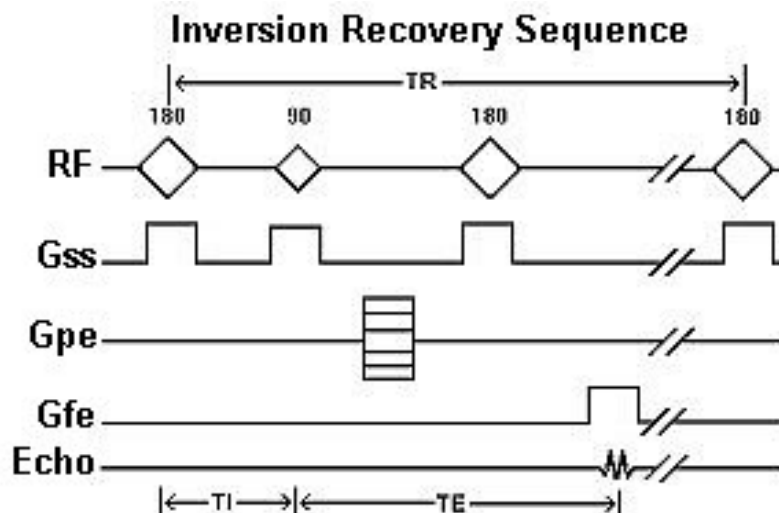 Inversion Recovery Sequence
TR
180 90 180 180
RF
Gss
Gpe
Gfe
Echo
TI TE